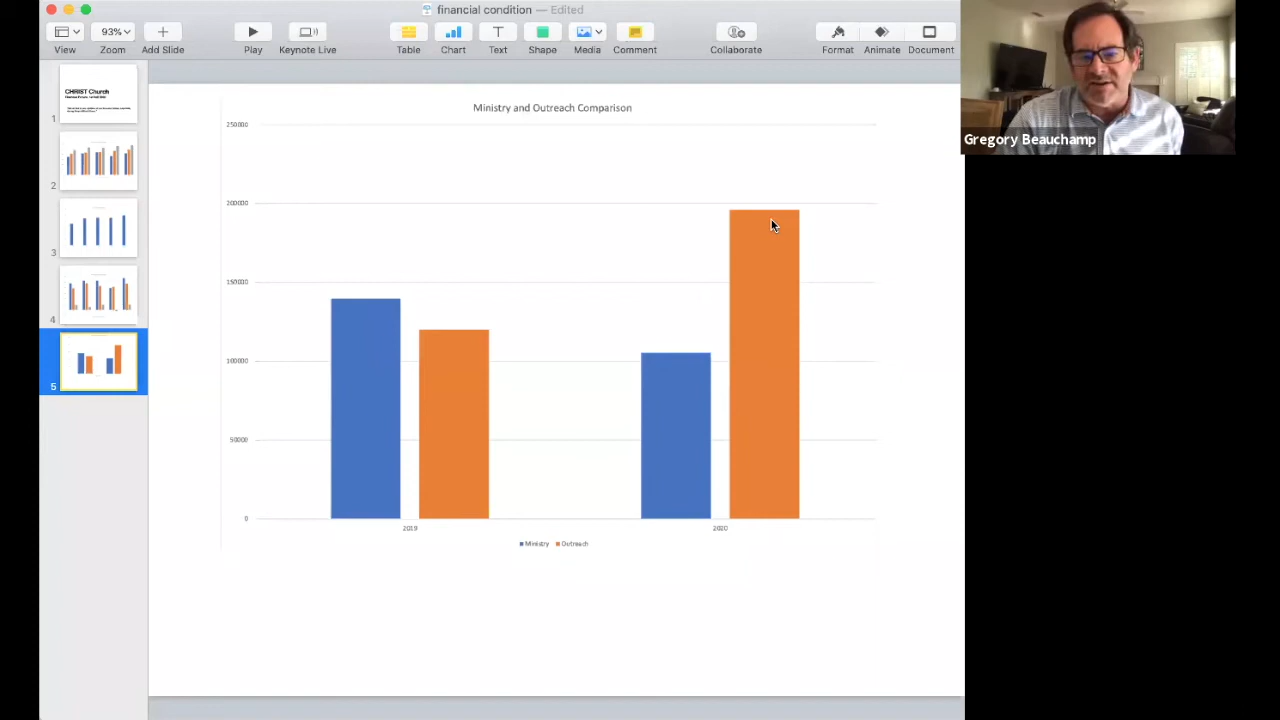 financial condition — Edited
93%
View
Zoom
Add Slide
Play
Keynote Live
Table
Chart
Text
Shape
Media
Comment
Collaborate
Format
Animate
Document
Gregory Beauchamp
CHRIST Church
1
2
3
4
5
Ministry and Outreach Comparison
250000
200000
150000
100000
50000
0
2019
2020
Ministry
Outreach